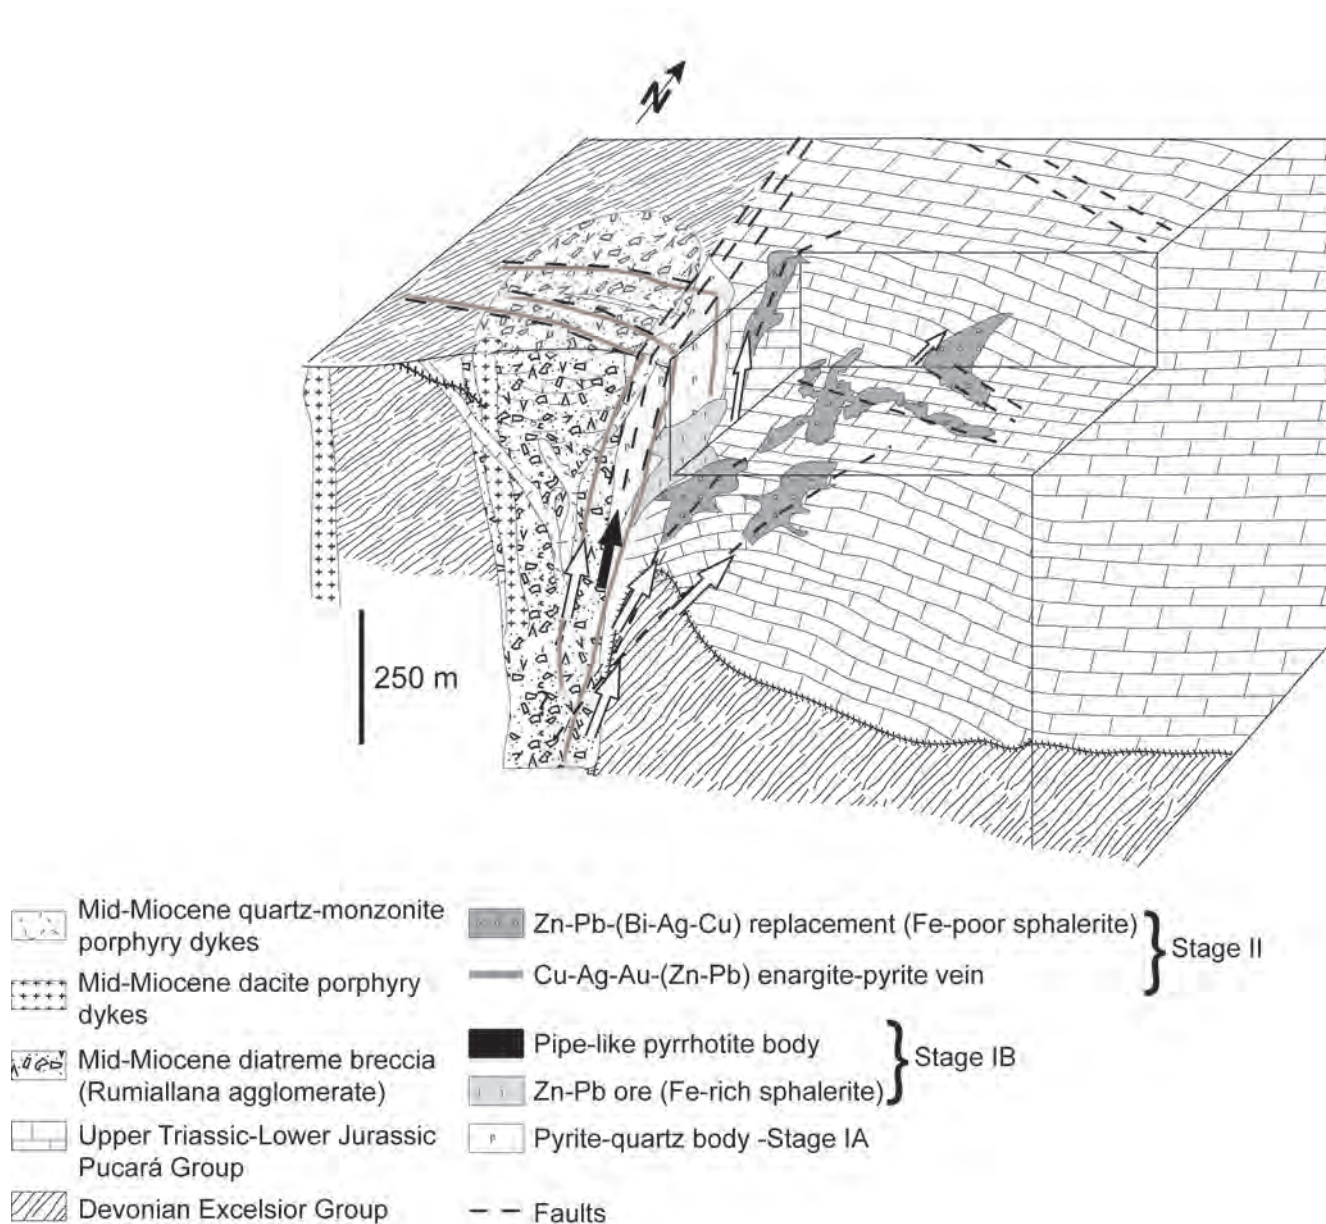 N
250 m
Mid-Miocene quartz-monzonite
porphyry dykes
Mid-Miocene dacite porphyry
dykes
Mid-Miocene diatreme breccia
(Rumiallana agglomerate)
Upper Triassic-Lower Jurassic
Pucará Group
Devonian Excelsior Group
Zn-Pb-(Bi-Ag-Cu) replacement (Fe-poor sphalerite)
Cu-Ag-Au-(Zn-Pb) enargite-pyrite vein
Stage II
Pipe-like pyrrhotite body
Zn-Pb ore (Fe-rich sphalerite)
Stage IB
P Pyrite-quartz body -Stage IA
Faults